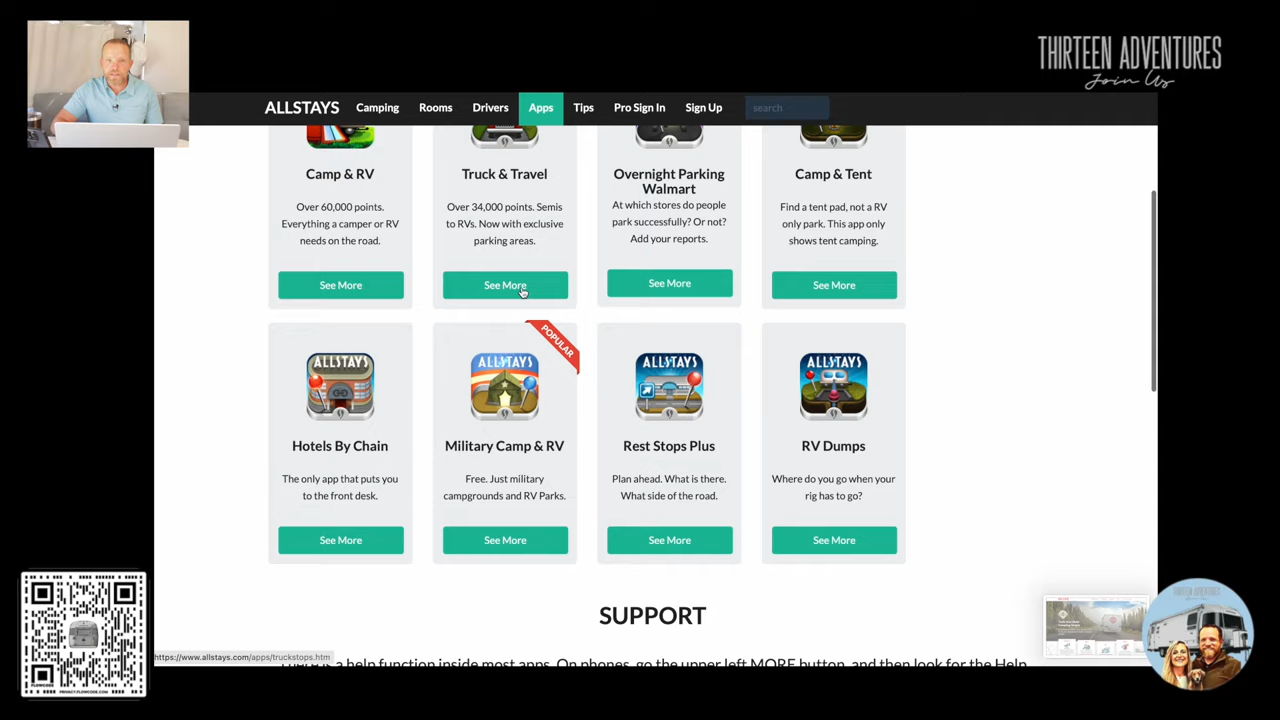 THIRTEEN ADVENTURES
Join Us
ALLSTAYS Camping Rooms Drivers Apps Tips Pro Sign In Sign Up search
Camp & RV
Over 60,000 points.
Everything a camper or RV
needs on the road.
See More
Truck & Travel
Over 34,000 points. Semis
to RVs. Now with exclusive
parking areas.
See More
Overnight Parking
Walmart
At which stores do people
park successfully? Or not?
Add your reports.
See More
Camp & Tent
Find a tent pad, not a RV
only park. This app only
shows tent camping.
See More
ALLSTAYS
Hotels By Chain
The only app that puts you
to the front desk.
See More
POPULAR
ALLSTAYS
Military Camp & RV
Free. Just military
campgrounds and RV Parks.
See More
ALLSTAYS
Rest Stops Plus
Plan ahead. What is there.
What side of the road.
See More
ALLSTAYS
RV Dumps
Where do you go when your
rig has to go?
See More
SUPPORT
https://www.allstays.com/apps/truckstops.htm
is a help function inside most apps. On phones, go the upper left MORE button, and then look for the Help
FLOWCODE
PRIVACY.FLOWCODE.COM